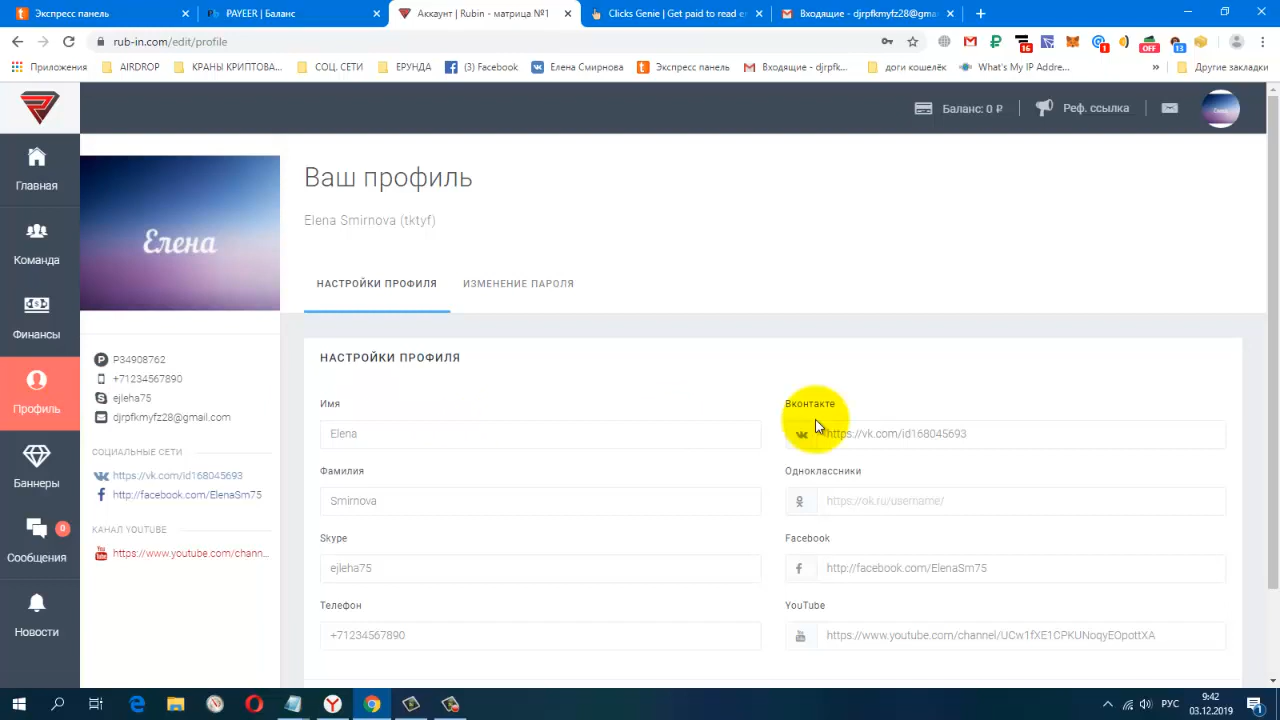 Экспресс панель
PAYEER | Баланс
Аккаунт | Rubin - матрица №1
Clicks Genie | Get paid to read e
Входящие - djrpfkmyfz28@gma
rub-in.com/edit/profile
16
1
OFF
13
Приложения
AIRDROP
КРАНЫ КРИПТОВА...
СОЦ. СЕТИ
ЕРУНДА
(3) Facebook
Елена Смирнова
Экспресс панель
Входящие - djrpfk...
доги кошелёк
What's My IP Addre...
»
Другие закладки
Баланс: 0 ₽
Реф. ссылка
Елена
Главная
Команда
Финансы
Профиль
Баннеры
Сообщения
0
Новости
Елена
P34908762
+71234567890
ejleha75
djrpfkmyfz28@gmail.com
СОЦИАЛЬНЫЕ СЕТИ
https://vk.com/id168045693
http://facebook.com/ElenaSm75
КАНАЛ YOUTUBE
https://www.youtube.com/chann...
Ваш профиль
Elena Smirnova (tktyf)
НАСТРОЙКИ ПРОФИЛЯ
ИЗМЕНЕНИЕ ПАРОЛЯ
НАСТРОЙКИ ПРОФИЛЯ
Имя
Elena
Фамилия
Smirnova
Skype
ejleha75
Телефон
+71234567890
Вконтакте
https://vk.com/id168045693
Одноклассники
https://ok.ru/username/
Facebook
http://facebook.com/ElenaSm75
YouTube
https://www.youtube.com/channel/UCw1fXE1CPKUNoqyEOpottXA
РУС
9:42
03.12.2019
1